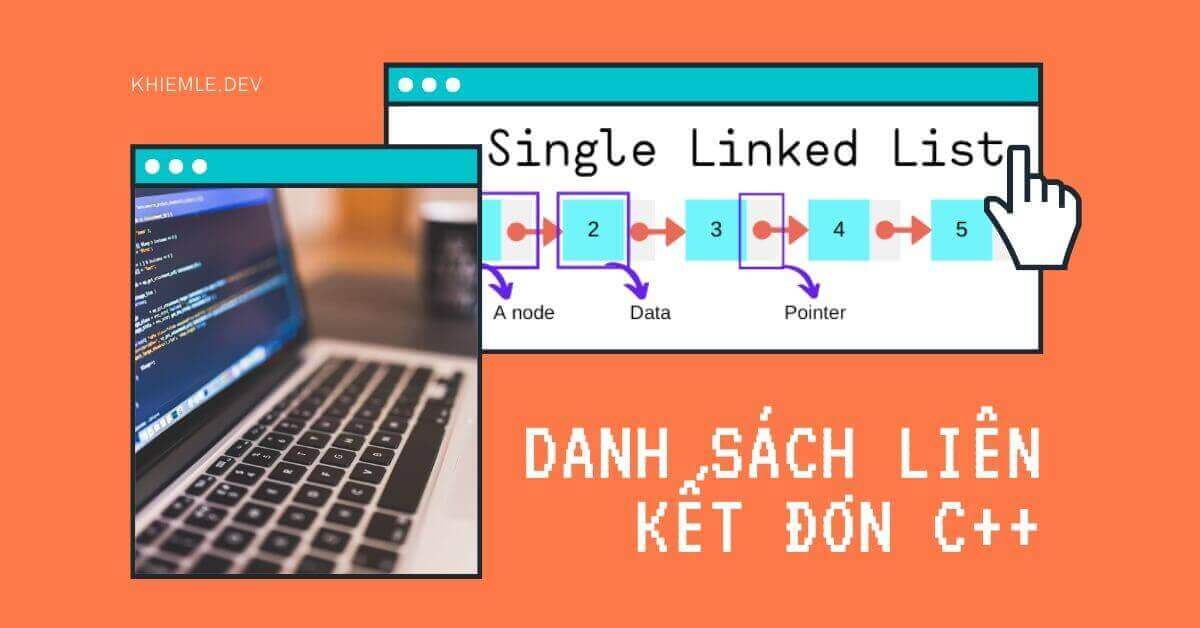 KHIEMLE.DEV
Single Linked List
2 3 4 5
A node Data Pointer
DANH SÁCH LIÊN
KẾT ĐƠN C++